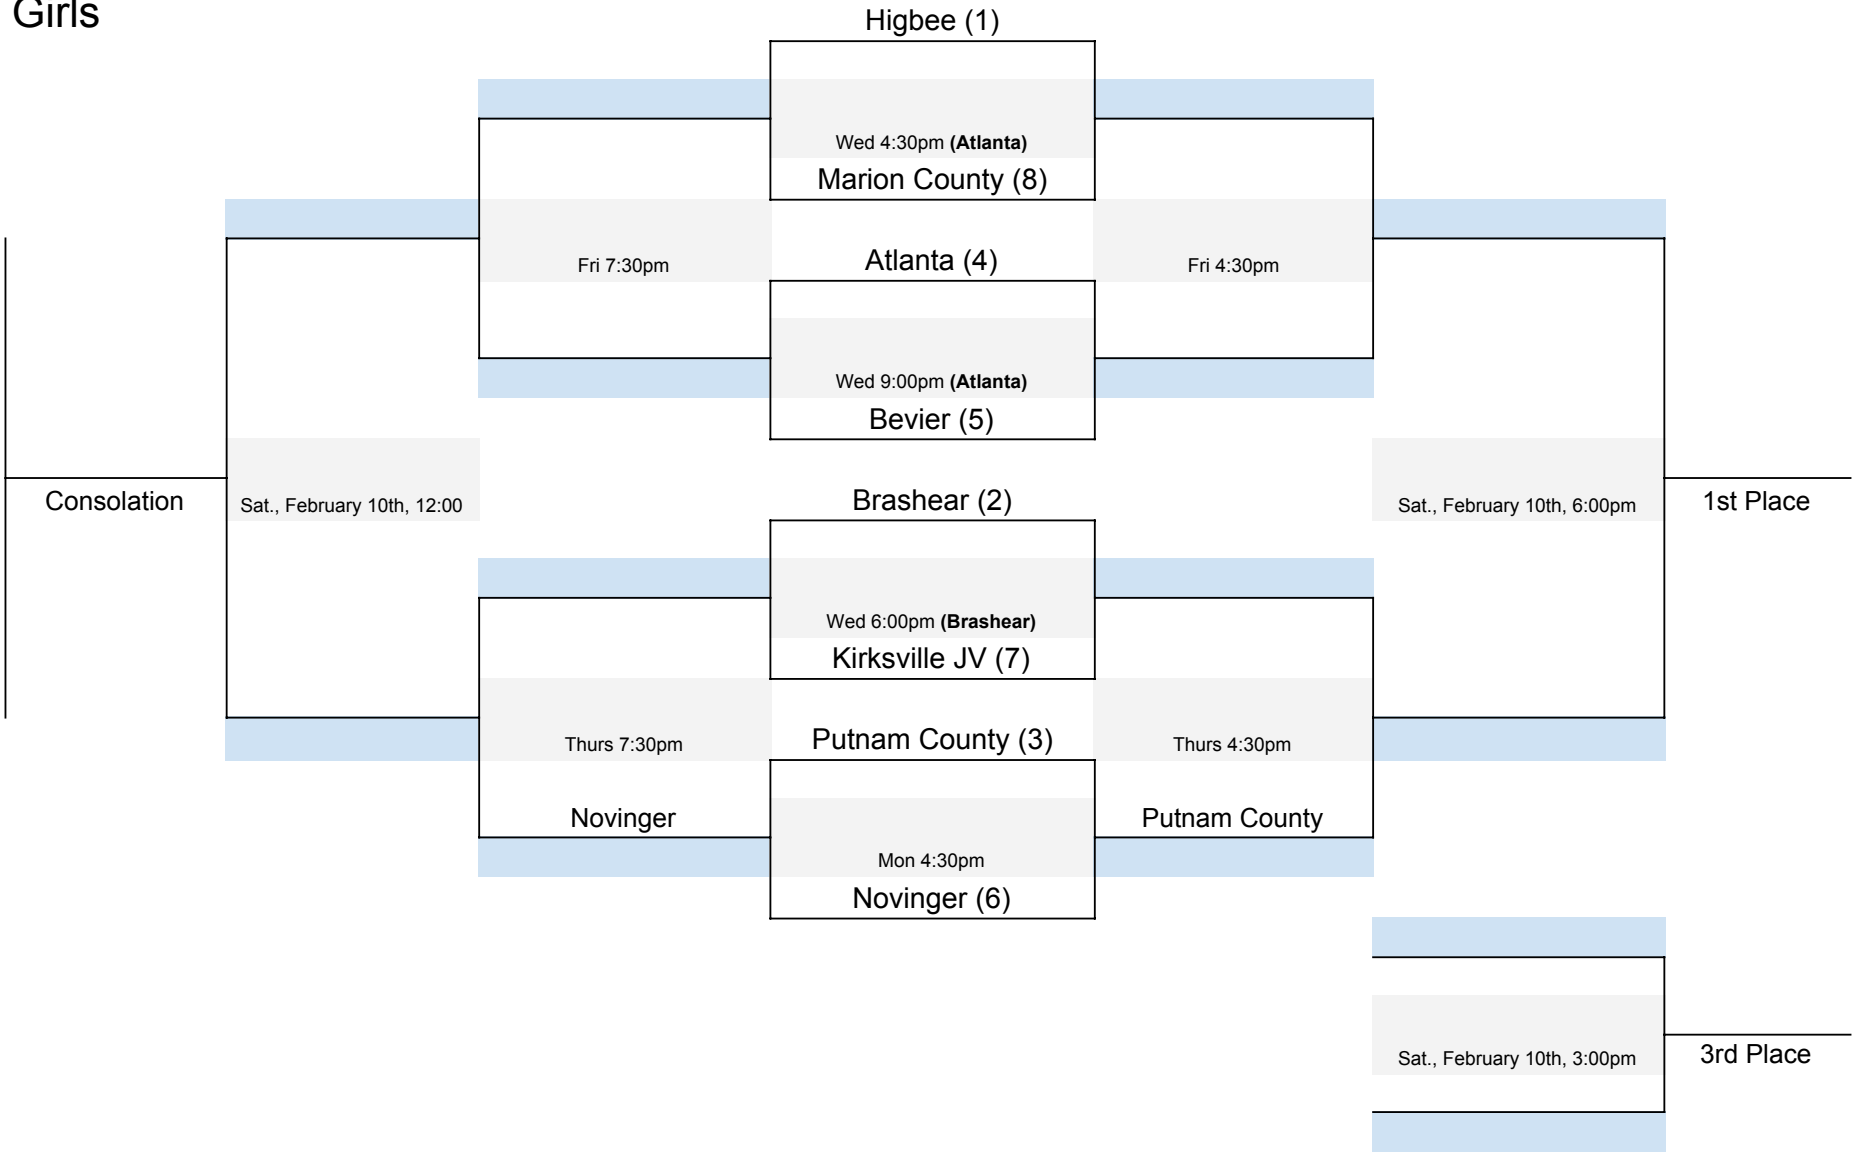 Girls
Higbee (1)
Wed 4:30pm (Atlanta)
Marion County (8)
Fri 7:30pm
Atlanta (4)
Fri 4:30pm
Wed 9:00pm (Atlanta)
Bevier (5)
Consolation
Sat., February 10th, 12:00
Brashear (2)
Sat., February 10th, 6:00pm
1st Place
Wed 6:00pm (Brashear)
Kirksville JV (7)
Thurs 7:30pm
Putnam County (3)
Thurs 4:30pm
Novinger
Putnam County
Mon 4:30pm
Novinger (6)
Sat., February 10th, 3:00pm
3rd Place